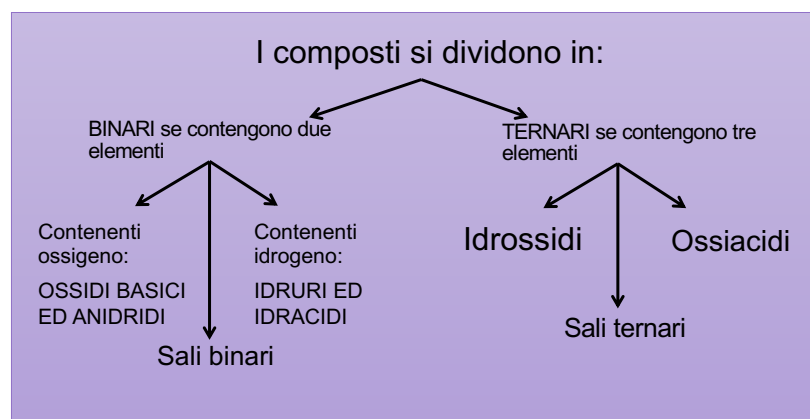 I composti si dividono in:
BINARI se contengono due
elementi
TERNARI se contengono tre
elementi
Contenenti
ossigeno:
OSSIDI BASICI
ED ANIDRIDI
Contenenti
idrogeno:
IDRURI ED
IDRACIDI
Sali binari
Idrossidi
Ossiacidi
Sali ternari